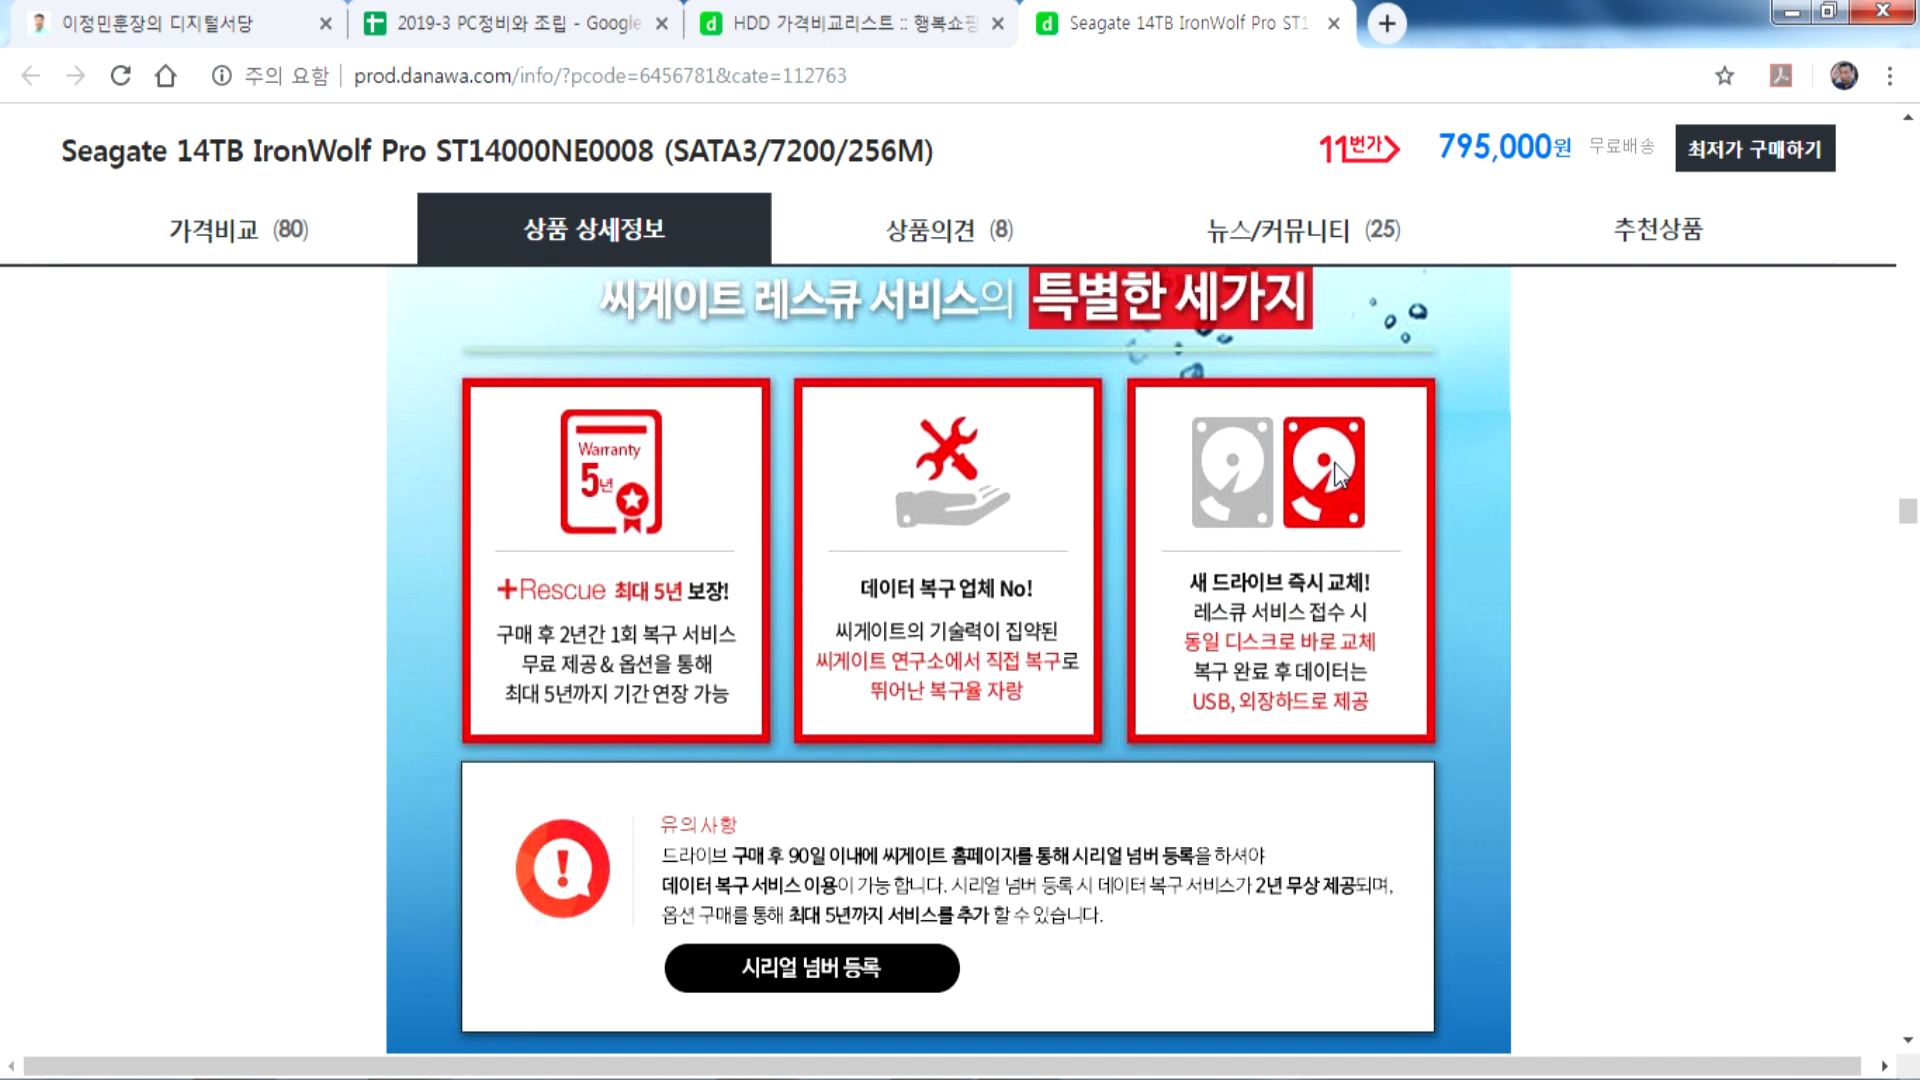 이정민훈장의 디지털서당
2019-3 PC정비와 조립 - Google
HDD 가격비교리스트 :: 행복쇼핑
Seagate 14TB IronWolf Pro ST1
주의 요함
prod.danawa.com/info/?pcode=6456781&cate=112763
Seagate 14TB IronWolf Pro ST14000NE0008 (SATA3/7200/256M)
11번가
795,000원
무료배송
최저가 구매하기
가격비교 (80)
상품 상세정보
상품의견 (8)
뉴스/커뮤니티 (25)
추천상품
씨게이트 레스큐 서비스의 특별한 세가지
Warranty
5년
+Rescue 최대 5년 보장!
구매 후 2년간 1회 복구 서비스
무료 제공 & 옵션을 통해
최대 5년까지 기간 연장 가능
데이터 복구 업체 No!
씨게이트의 기술력이 집약된
씨게이트 연구소에서 직접 복구로
뛰어난 복구율 자랑
새 드라이브 즉시 교체!
레스큐 서비스 접수 시
동일 디스크로 바로 교체
복구 완료 후 데이터는
USB, 외장하드로 제공
유의사항
드라이브 구매 후 90일 이내에 씨게이트 홈페이지를 통해 시리얼 넘버 등록을 하셔야
데이터 복구 서비스 이용이 가능 합니다. 시리얼 넘버 등록 시 데이터 복구 서비스가 2년 무상 제공되며,
옵션 구매를 통해 최대 5년까지 서비스를 추가 할 수 있습니다.
시리얼 넘버 등록